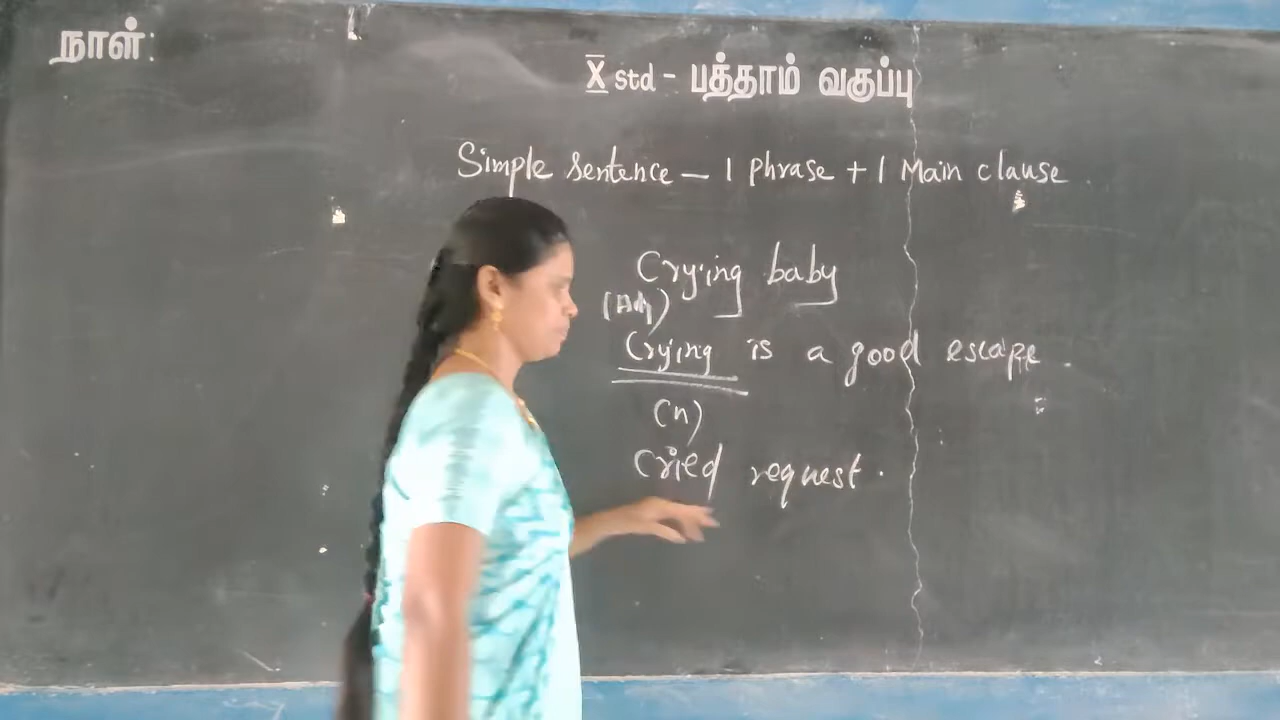 நாள்:
X std - பத்தாம் வகுப்பு
Simple sentence – 1 phrase + 1 Main clause.
Crying baby
(Adj)
Crying is a good escape.
(n)
Cried request.